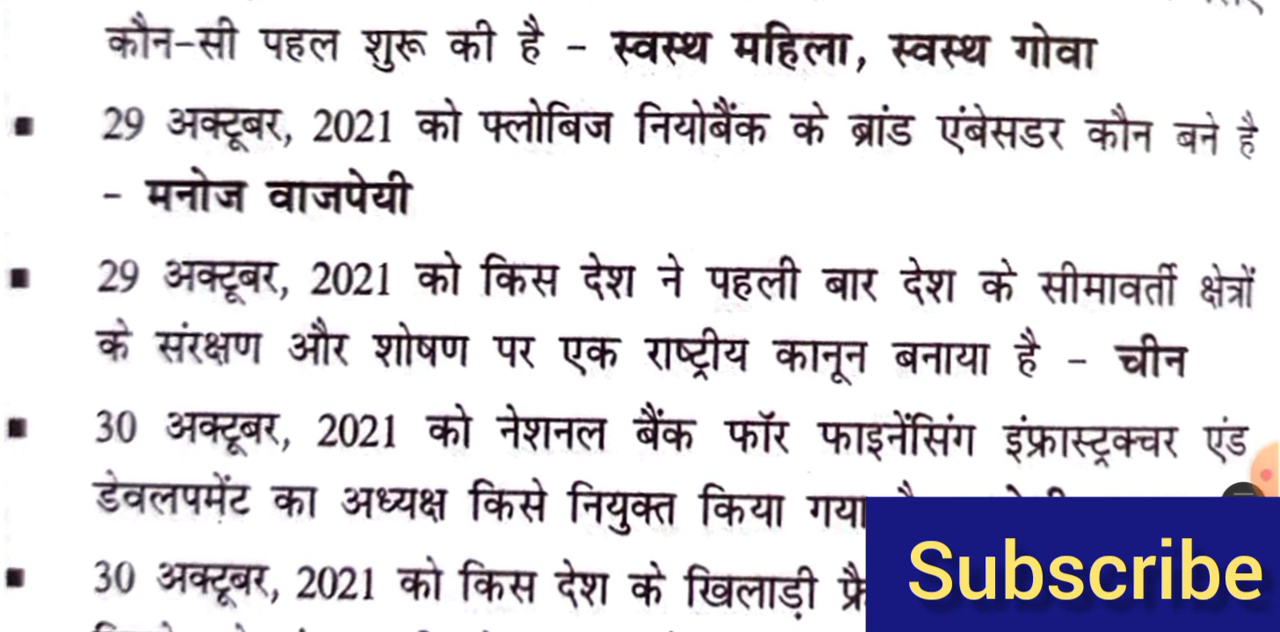 कौन-सी पहल शुरू की है - स्वस्थ महिला, स्वस्थ गोवा
▪ 29 अक्टूबर, 2021 को फ्लोबिज नियोबैंक के ब्रांड एंबेसडर कौन बने है
- मनोज वाजपेयी
▪ 29 अक्टूबर, 2021 को किस देश ने पहली बार देश के सीमावर्ती क्षेत्रों
के संरक्षण और शोषण पर एक राष्ट्रीय कानून बनाया है - चीन
▪ 30 अक्टूबर, 2021 को नेशनल बैंक फॉर फाइनेंसिंग इंफ्रास्ट्रक्चर एंड
डेवलपमेंट का अध्यक्ष किसे नियुक्त किया गया
▪ 30 अक्टूबर, 2021 को किस देश के खिलाड़ी
Subscribe